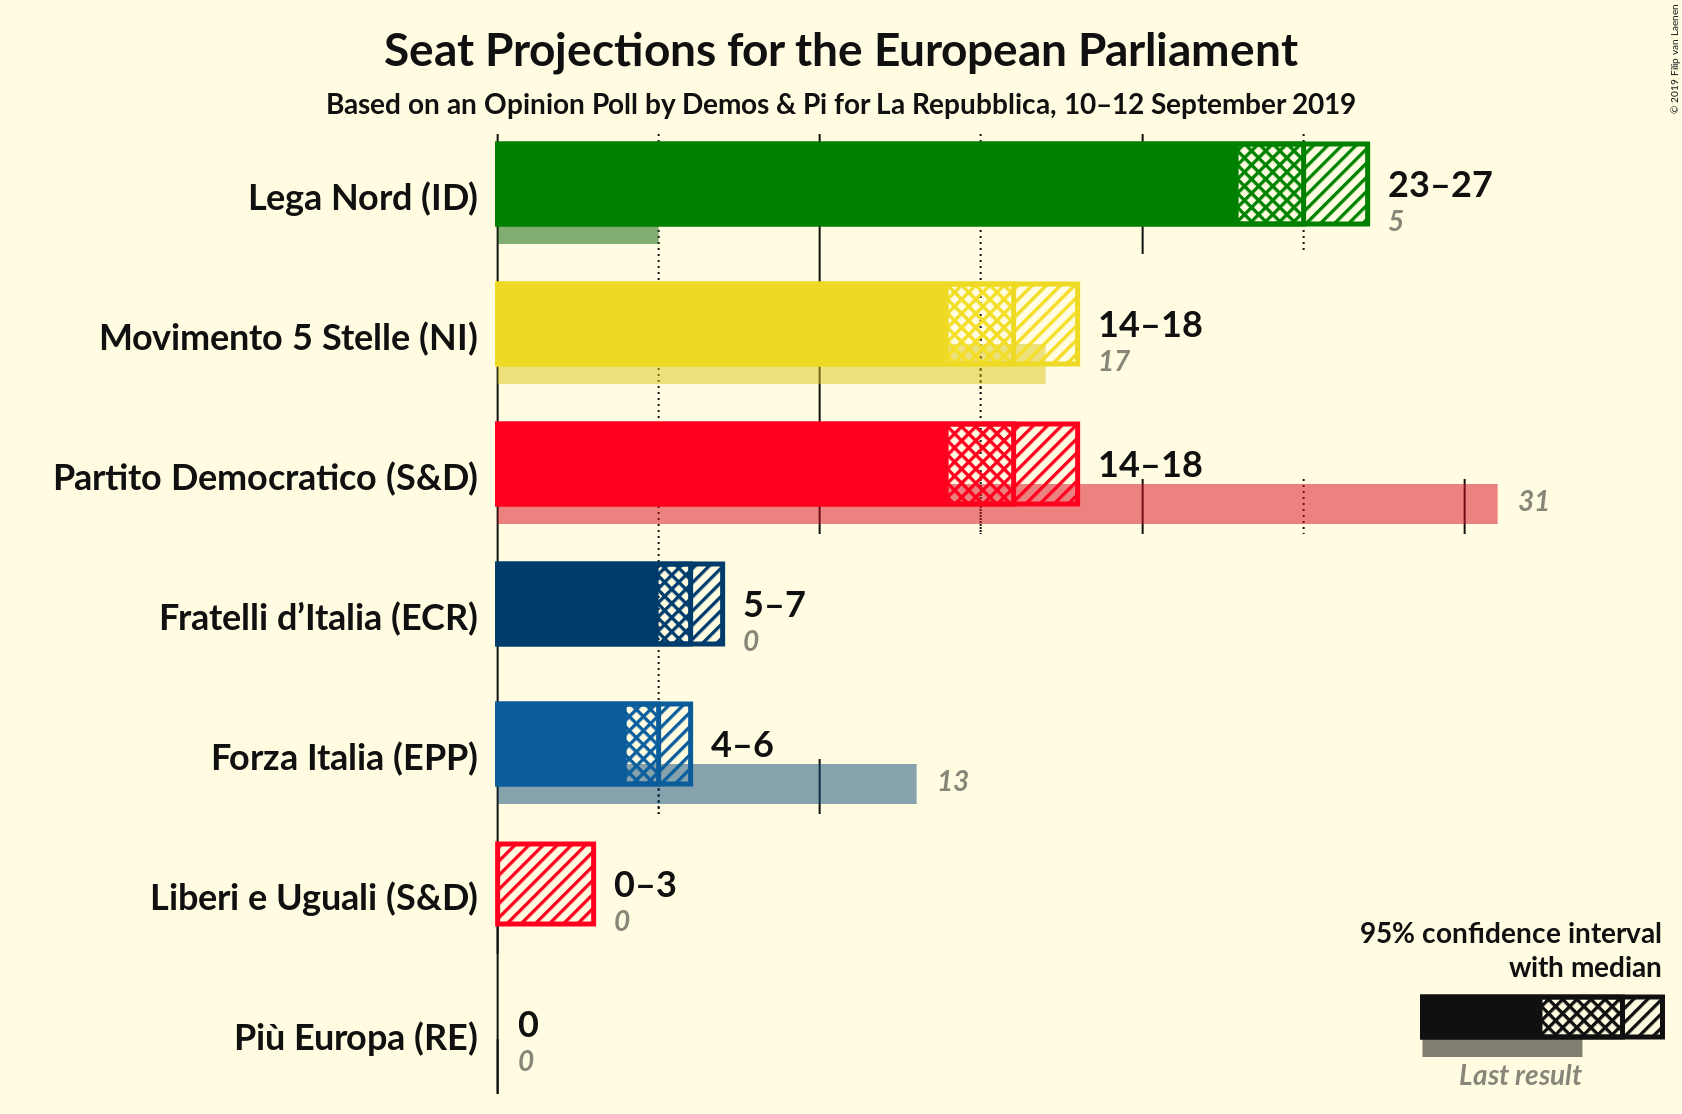 Seat Projections for the European Parliament
Based on an Opinion Poll by Demos & Pi for La Repubblica, 10–12 September 2019
© 2019 Filip van Laenen
Lega Nord (ID)
23–27
5
Movimento 5 Stelle (NI)
14–18
17
Partito Democratico (S&D)
14–18
31
Fratelli d’Italia (ECR)
5–7
0
Forza Italia (EPP)
4–6
13
Liberi e Uguali (S&D)
0–3
0
Più Europa (RE)
0
0
95% confidence interval
with median
Last result